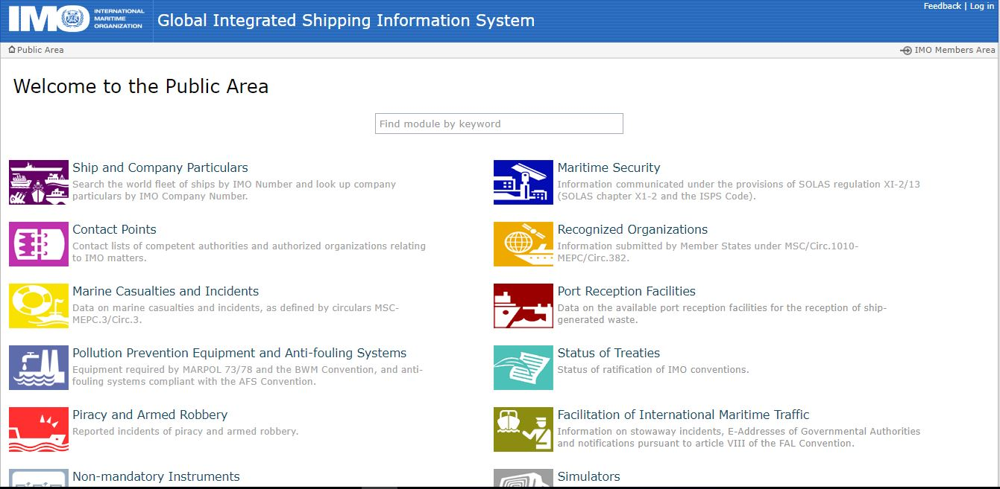 IMO INTERNATIONAL
MARITIME
ORGANIZATION
Global Integrated Shipping Information System
Feedback | Log in
Public Area
IMO Members Area
Welcome to the Public Area
Find module by keyword
Ship and Company Particulars
Search the world fleet of ships by IMO Number and look up company
particulars by IMO Company Number.
Maritime Security
Information communicated under the provisions of SOLAS regulation XI-2/13
(SOLAS chapter X1-2 and the ISPS Code).
Contact Points
Contact lists of competent authorities and authorized organizations relating
to IMO matters.
Recognized Organizations
Information submitted by Member States under MSC/Circ.1010-
MEPC/Circ.382.
Marine Casualties and Incidents
Data on marine casualties and incidents, as defined by circulars MSC-
MEPC.3/Circ.3.
Port Reception Facilities
Data on the available port reception facilities for the reception of ship-
generated waste.
Pollution Prevention Equipment and Anti-fouling Systems
Equipment required by MARPOL 73/78 and the BWM Convention, and anti-
fouling systems compliant with the AFS Convention.
Status of Treaties
Status of ratification of IMO conventions.
Piracy and Armed Robbery
Reported incidents of piracy and armed robbery.
Facilitation of International Maritime Traffic
Information on stowaway incidents, E-Addresses of Governmental Authorities
and notifications pursuant to article VIII of the FAL Convention.
Non-mandatory Instruments
Simulators